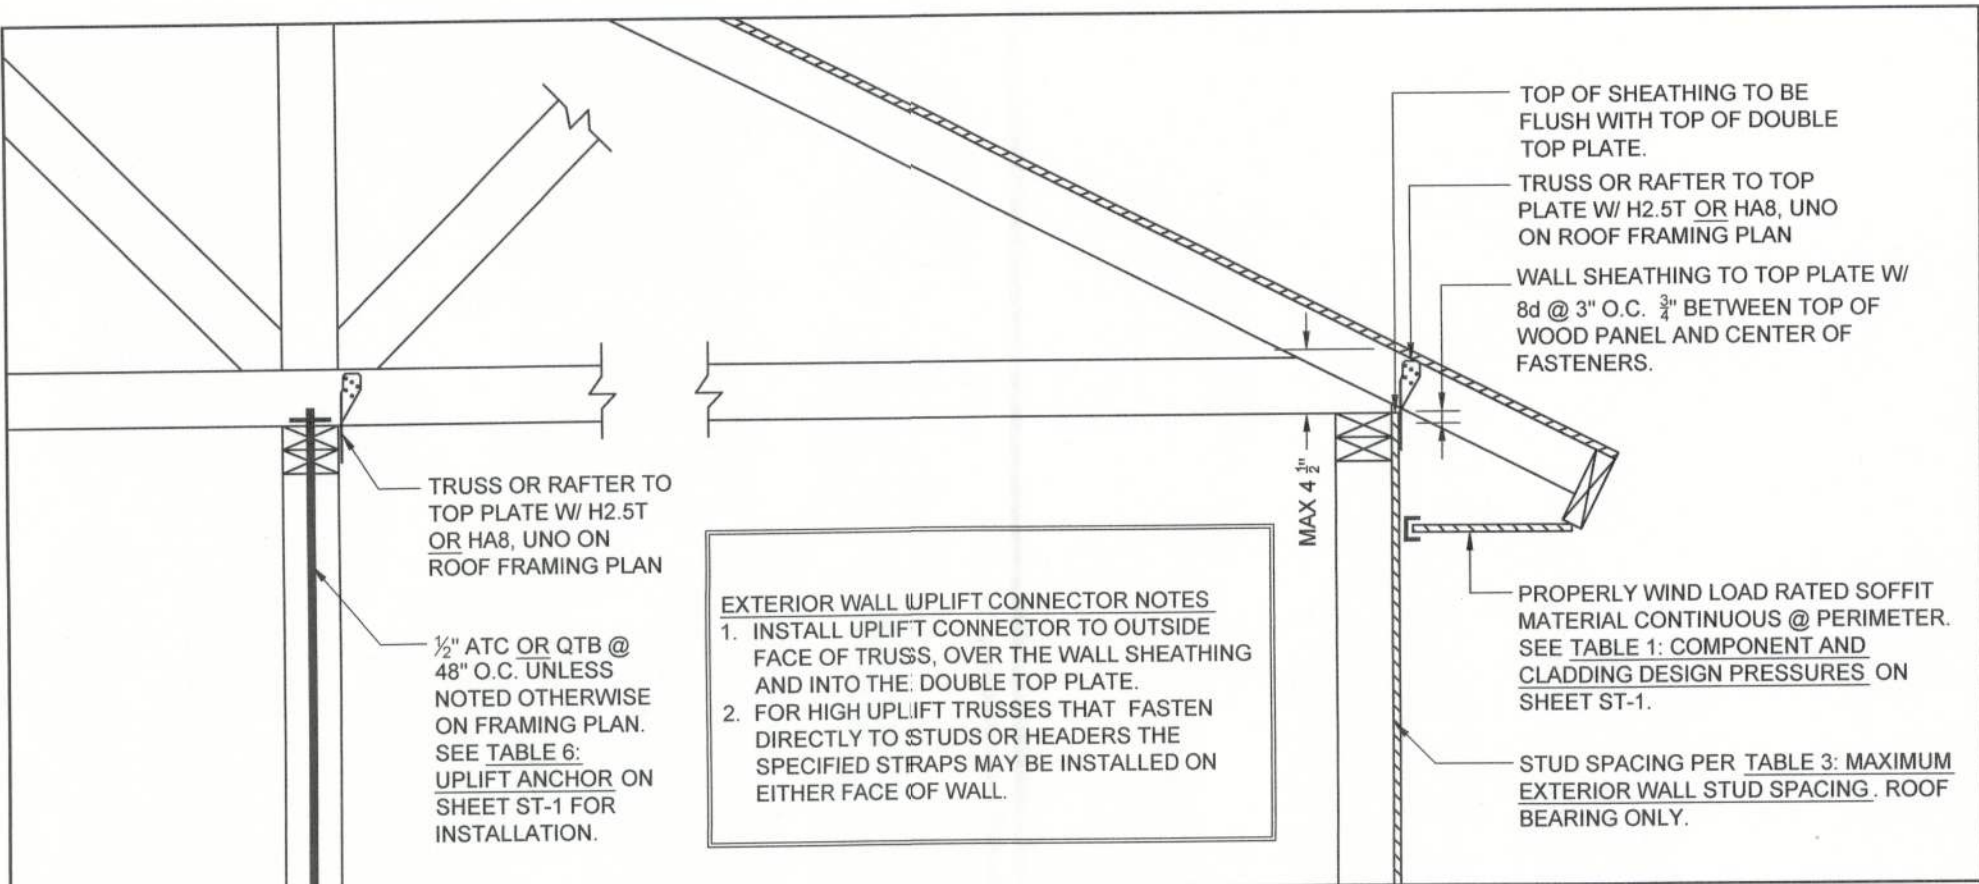 TOP OF SHEATHING TO BE
FLUSH WITH TOP OF DOUBLE
TOP PLATE.
TRUSS OR RAFTER TO TOP
PLATE W/ H2.5T OR HA8, UNO
ON ROOF FRAMING PLAN
WALL SHEATHING TO TOP PLATE W/
8d @ 3" O.C. 3/4" BETWEEN TOP OF
WOOD PANEL AND CENTER OF
FASTENERS.
MAX 4 1/2"
TRUSS OR RAFTER TO
TOP PLATE W/ H2.5T
OR HA8, UNO ON
ROOF FRAMING PLAN
½" ATC OR QTB @
48" O.C. UNLESS
NOTED OTHERWISE
ON FRAMING PLAN.
SEE TABLE 6:
UPLIFT ANCHOR ON
SHEET ST-1 FOR
INSTALLATION.
EXTERIOR WALL UPLIFT CONNECTOR NOTES
1. INSTALL UPLIFT CONNECTOR TO OUTSIDE
FACE OF TRUSS, OVER THE WALL SHEATHING
AND INTO THE DOUBLE TOP PLATE.
2. FOR HIGH UPLIFT TRUSSES THAT FASTEN
DIRECTLY TO STUDS OR HEADERS THE
SPECIFIED STRAPS MAY BE INSTALLED ON
EITHER FACE OF WALL.
PROPERLY WIND LOAD RATED SOFFIT
MATERIAL CONTINUOUS @ PERIMETER.
SEE TABLE 1: COMPONENT AND
CLADDING DESIGN PRESSURES ON
SHEET ST-1.
STUD SPACING PER TABLE 3: MAXIMUM
EXTERIOR WALL STUD SPACING. ROOF
BEARING ONLY.